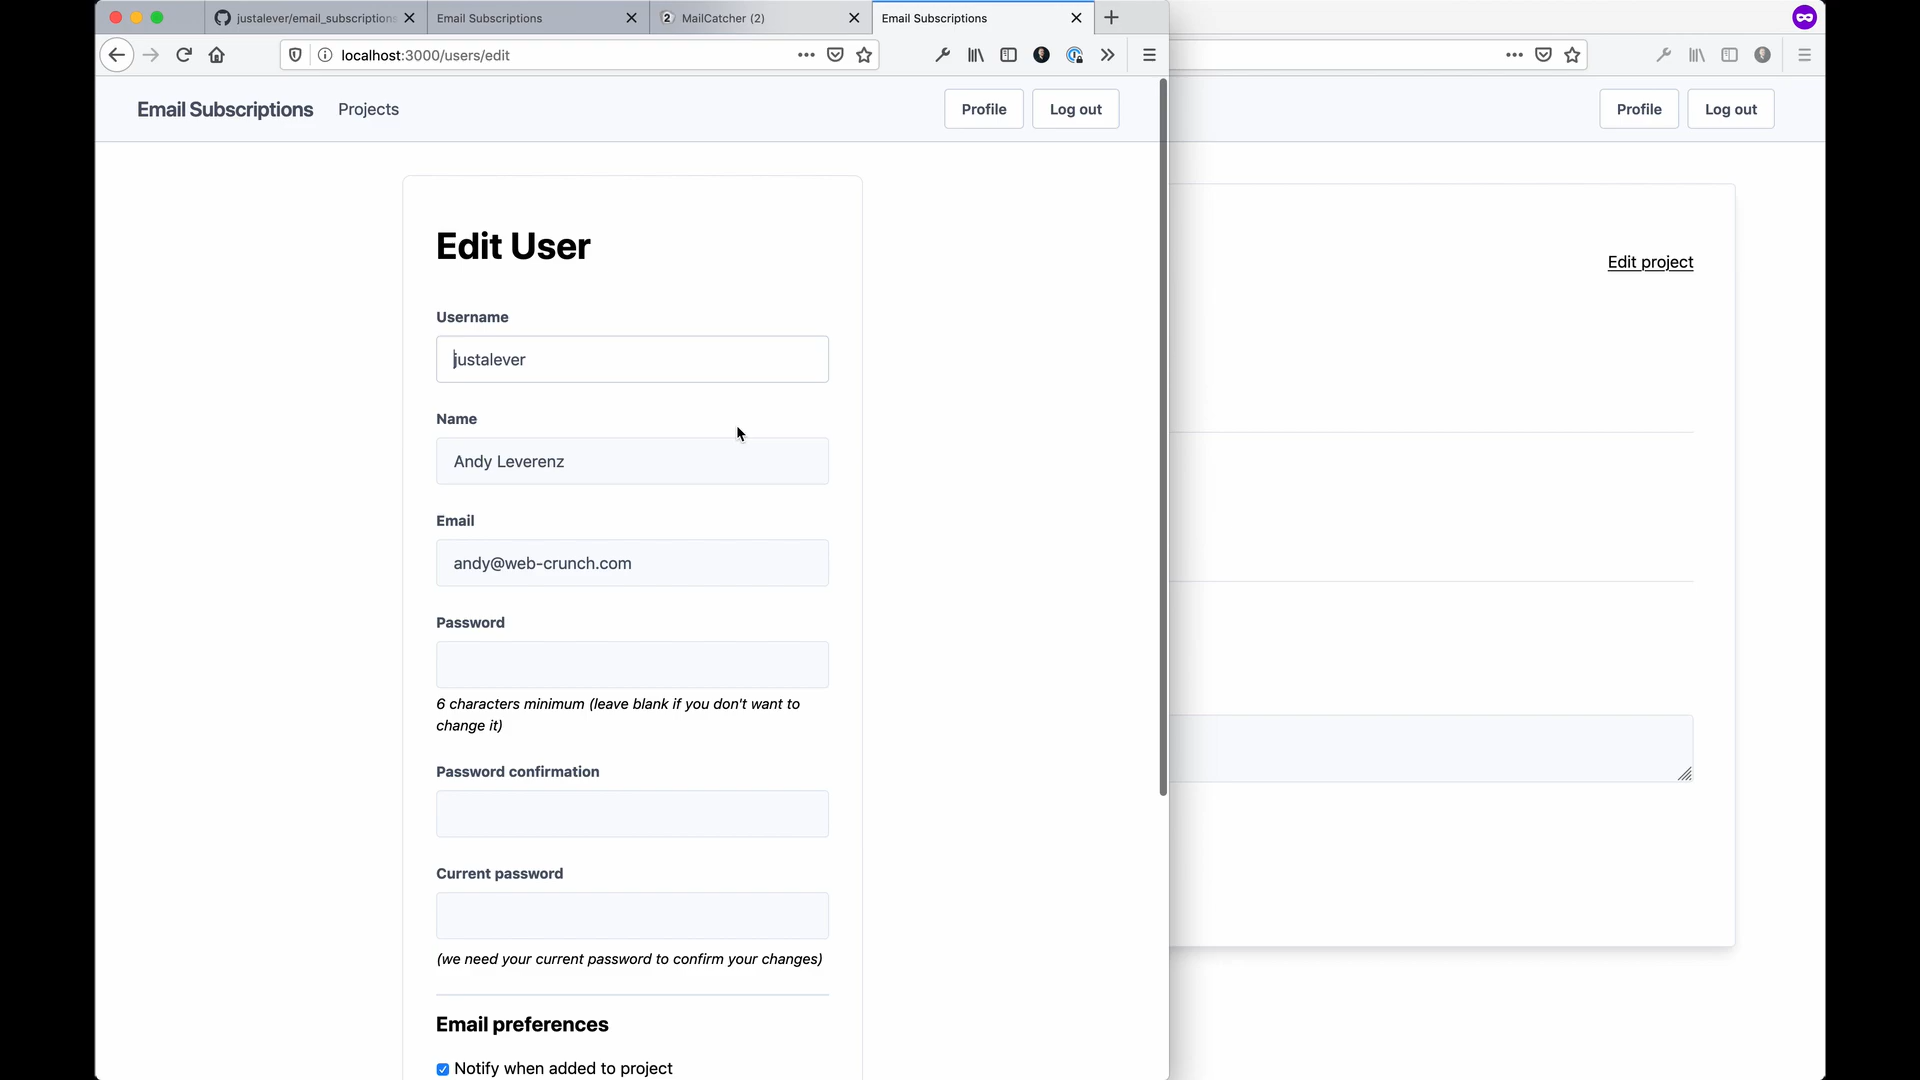 justalever/email_subscriptions
Email Subscriptions
2 MailCatcher (2)
Email Subscriptions
localhost:3000/users/edit
Email Subscriptions
Projects
Profile
Log out
Profile
Log out
Edit User
Edit project
Username
justalever
Name
Andy Leverenz
Email
andy@web-crunch.com
Password
6 characters minimum (leave blank if you don't want to
change it)
Password confirmation
Current password
(we need your current password to confirm your changes)
Email preferences
Notify when added to project